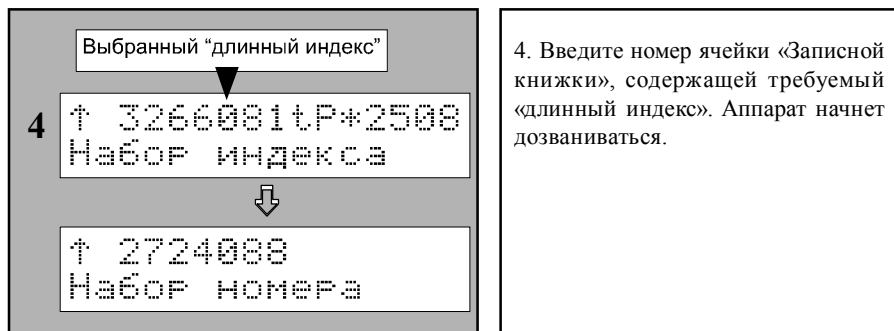 Выбранный “длинный индекс”
4
↑ 3266081tP*2508
Набор индекса
↑ 2724088
Набор номера
4. Введите номер ячейки «Записной
книжки», содержащей требуемый
«длинный индекс». Аппарат начнет
дозваниваться.